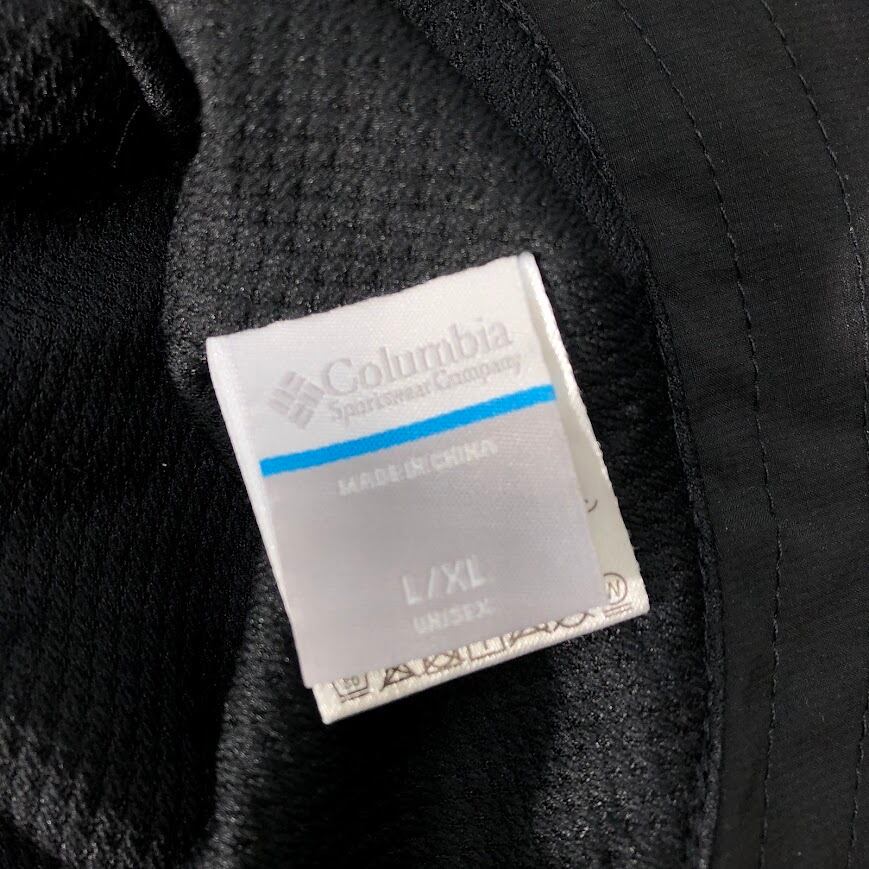 Columbia
Sportswear Company
MADE IN CHINA
L/XL
UNISEX